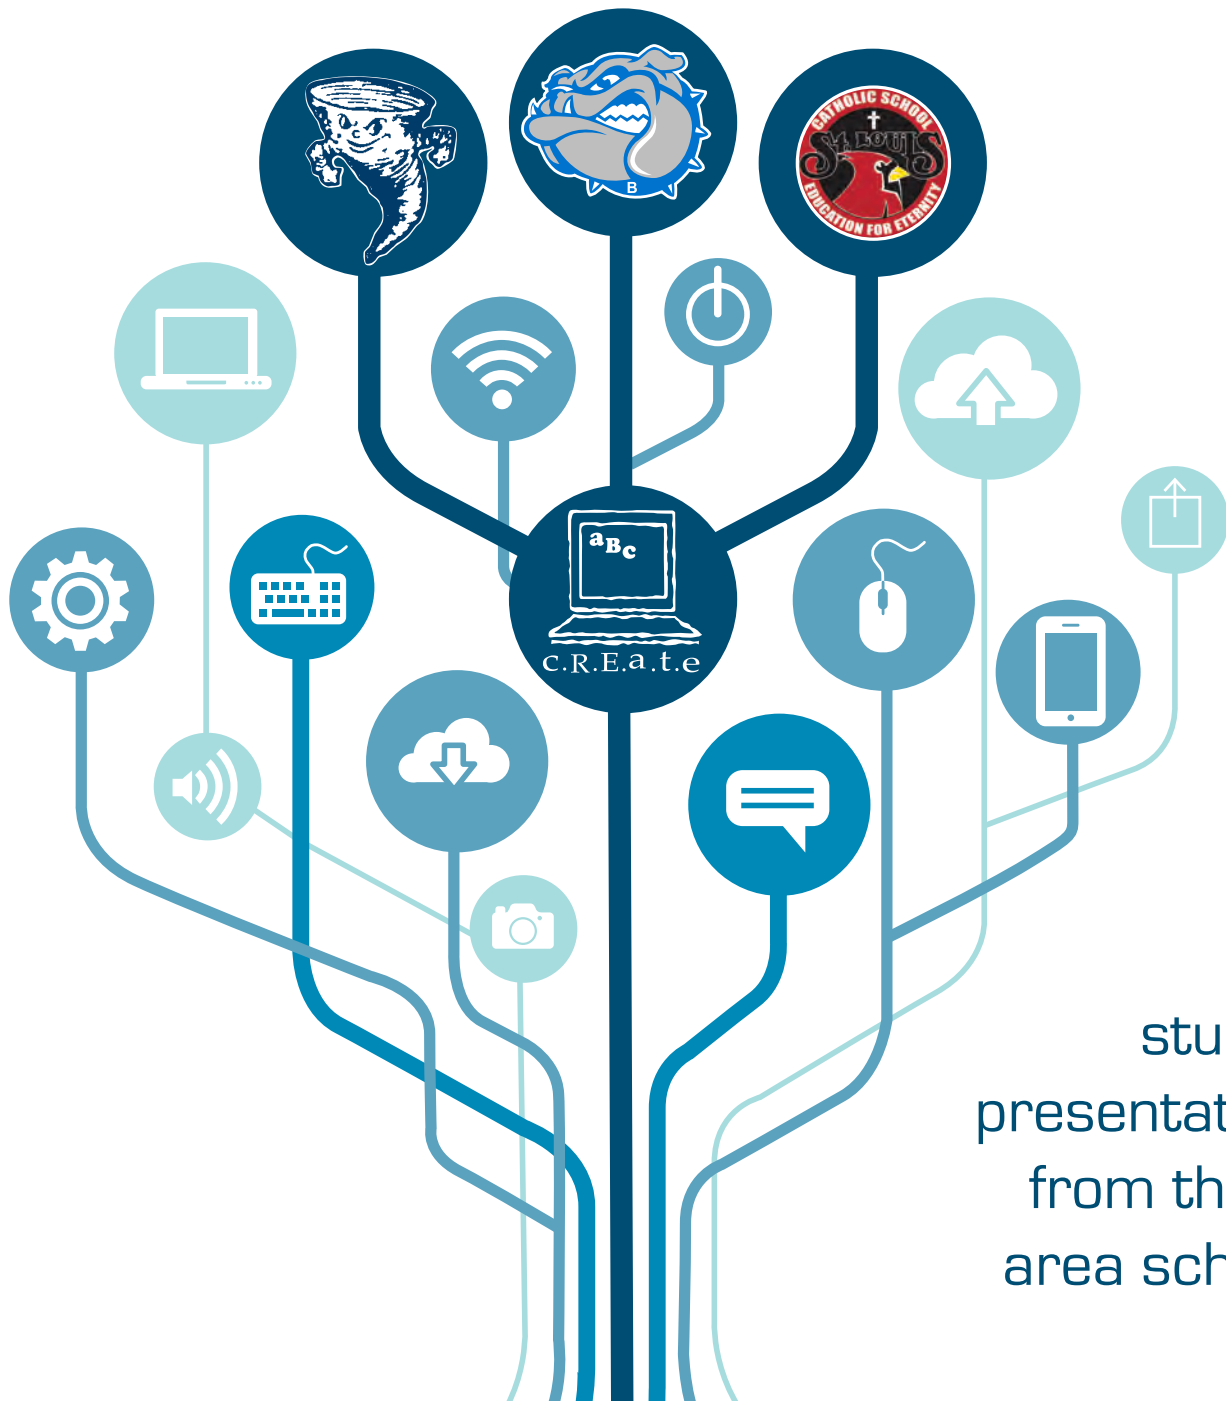 CATHOLIC SCHOOL
St. LOUIS
EDUCATION FOR ETERNITY
B
aBc
c.R.E.a.t.e
stu
presentat
from th
area sch